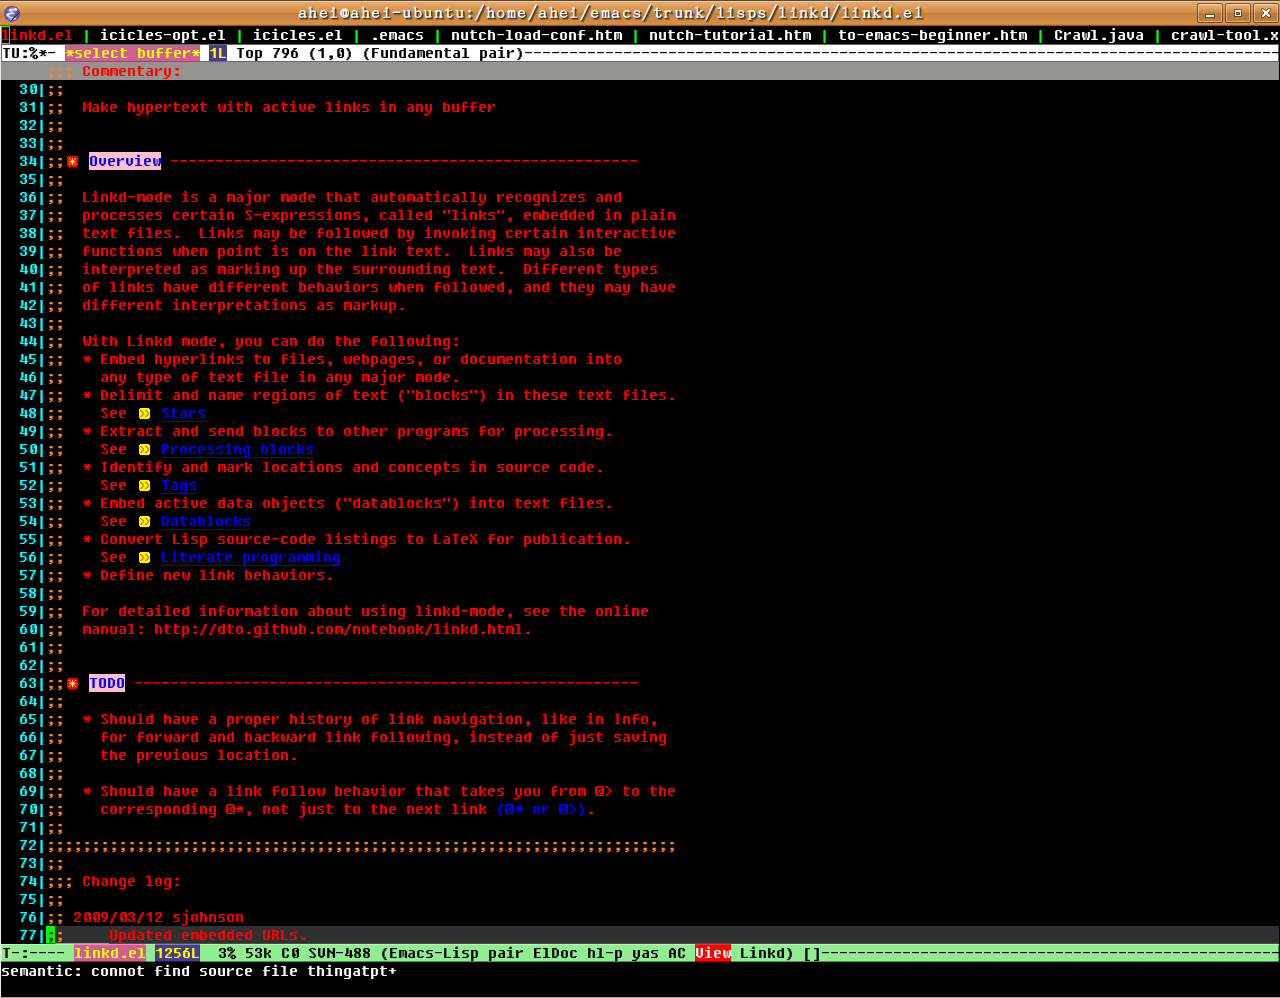 ahei@ahei-ubuntu:/home/ahei/emacs/trunk/lisps/linkd/linkd.el
linkd.el | icicles-opt.el | icicles.el | .emacs | nutch-load-conf.htm | nutch-tutorial.htm | to-emacs-beginner.htm | Crawl.java | crawl-tool.x
TU:%*- *select buffer* 1L Top 796 (1,0) (Fundamental pair)------------------------------------------------------------------------------------
;;; Commentary:
30|;;
31|;;  Make hypertext with active links in any buffer
32|;;
33|;;
34|;;* Overview ----------------------------------------------------
35|;;
36|;;  Linkd-mode is a major mode that automatically recognizes and
37|;;  processes certain S-expressions, called "links", embedded in plain
38|;;  text files.  Links may be followed by invoking certain interactive
39|;;  functions when point is on the link text.  Links may also be
40|;;  interpreted as marking up the surrounding text.  Different types
41|;;  of links have different behaviors when followed, and they may have
42|;;  different interpretations as markup.
43|;;
44|;;  With Linkd mode, you can do the following:
45|;;  * Embed hyperlinks to files, webpages, or documentation into
46|;;    any type of text file in any major mode.
47|;;  * Delimit and name regions of text ("blocks") in these text files.
48|;;    See » Stars
49|;;  * Extract and send blocks to other programs for processing.
50|;;    See » Processing blocks
51|;;  * Identify and mark locations and concepts in source code.
52|;;    See » Tags
53|;;  * Embed active data objects ("datablocks") into text files.
54|;;    See » Datablocks
55|;;  * Convert Lisp source-code listings to LaTeX for publication.
56|;;    See » Literate programming
57|;;  * Define new link behaviors.
58|;;
59|;;  For detailed information about using linkd-mode, see the online
60|;;  manual: http://dto.github.com/notebook/linkd.html.
61|;;
62|;;
63|;;* TODO --------------------------------------------------------
64|;;
65|;;  * Should have a proper history of link navigation, like in Info,
66|;;    for forward and backward link following, instead of just saving
67|;;    the previous location.
68|;;
69|;;  * Should have a link follow behavior that takes you from @> to the
70|;;    corresponding @*, not just to the next link (@* or @>).
71|;;
72|;;;;;;;;;;;;;;;;;;;;;;;;;;;;;;;;;;;;;;;;;;;;;;;;;;;;;;;;;;;;;;;;;;;;;;
73|;;
74|;;; Change log:
75|;;
76|;; 2009/03/12 sjohnson
77|;;     Updated embedded URLs.
T-:---- linkd.el 1256L  3% 53k C0 SUN-488 (Emacs-Lisp pair ElDoc hl-p yas AC View Linkd) []---------------------------------------------------
semantic: connot find source file thingatpt+